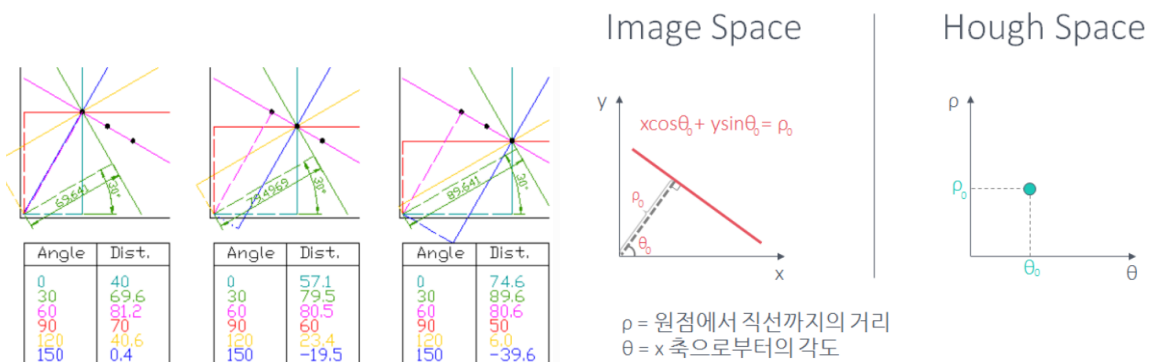 Image Space
Hough Space
y
xcosθ₀ + ysinθ₀ = ρ₀
ρ₀
θ₀
x
ρ
ρ₀
θ₀
θ
ρ = 원점에서 직선까지의 거리
θ = x 축으로부터의 각도
69.641
30°
30°
89.641
30°
Angle Dist.
0 40
30 69.6
60 81.2
90 70
120 40.6
150 0.4
Angle Dist.
0 57.1
30 79.5
60 80.5
90 60
120 23.4
150 -19.5
Angle Dist.
0 74.6
30 89.6
60 80.6
90 50
120 6.0
150 -39.6